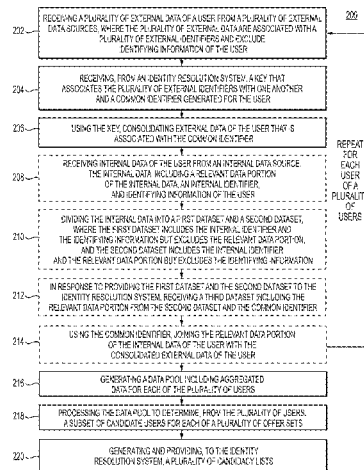 200
202
RECEIVING A PLURALITY OF EXTERNAL DATA OF A USER FROM A PLURALITY OF EXTERNAL
DATA SOURCES, WHERE THE PLURALITY OF EXTERNAL DATA ARE ASSOCIATED WITH A
PLURALITY OF EXTERNAL IDENTIFIERS AND EXCLUDE
IDENTIFYING INFORMATION OF THE USER
204
RECEIVING, FROM AN IDENTITY RESOLUTION SYSTEM, A KEY THAT
ASSOCIATES THE PLURALITY OF EXTERNAL IDENTIFIERS WITH ONE ANOTHER
AND A COMMON IDENTIFIER GENERATED FOR THE USER
206
USING THE KEY, CONSOLIDATING EXTERNAL DATA OF THE USER THAT IS
ASSOCIATED WITH THE COMMON IDENTIFIER
208
RECEIVING INTERNAL DATA OF THE USER FROM AN INTERNAL DATA SOURCE,
THE INTERNAL DATA INCLUDING A RELEVANT DATA PORTION
OF THE INTERNAL DATA, AN INTERNAL IDENTIFIER,
AND IDENTIFYING INFORMATION OF THE USER
REPEAT
FOR
EACH
USER
OF A
PLURALITY
OF
USERS
210
DIVIDING THE INTERNAL DATA INTO A FIRST DATASET AND A SECOND DATASET,
WHERE THE FIRST DATASET INCLUDES THE INTERNAL IDENTIFIER AND
THE IDENTIFYING INFORMATION BUT EXCLUDES THE RELEVANT DATA PORTION,
AND THE SECOND DATASET INCLUDES THE INTERNAL IDENTIFIER
AND THE RELEVANT DATA PORTION BUT EXCLUDES THE IDENTIFYING INFORMATION
212
IN RESPONSE TO PROVIDING THE FIRST DATASET AND THE SECOND DATASET TO THE
IDENTITY RESOLUTION SYSTEM, RECEIVING A THIRD DATASET INCLUDING THE
RELEVANT DATA PORTION FROM THE SECOND DATASET AND THE COMMON IDENTIFIER
214
USING THE COMMON IDENTIFIER, JOINING THE RELEVANT DATA PORTION
OF THE INTERNAL DATA OF THE USER WITH THE
CONSOLIDATED EXTERNAL DATA OF THE USER
216
GENERATING A DATA POOL INCLUDING AGGREGATED
DATA FOR EACH OF THE PLURALITY OF USERS
218
PROCESSING THE DATA POOL TO DETERMINE, FROM THE PLURALITY OF USERS,
A SUBSET OF CANDIDATE USERS FOR EACH OF A PLURALITY OF OFFER SETS
220
GENERATING AND PROVIDING, TO THE IDENTITY
RESOLUTION SYSTEM, A PLURALITY OF CANDIDACY LISTS